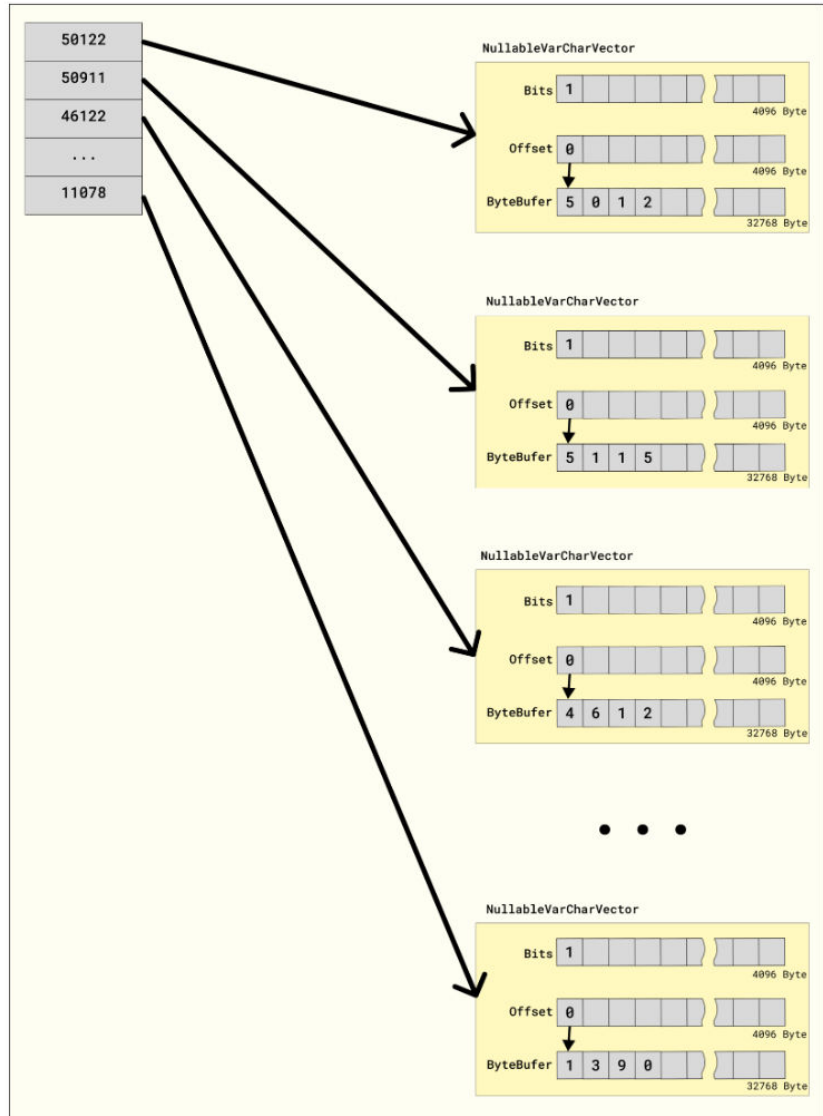 50122
50911
46122
...
11078
NullableVarCharVector
Bits 1
4096 Byte
Offset 0
4096 Byte
ByteBufer 5 0 1 2
32768 Byte
NullableVarCharVector
Bits 1
4096 Byte
Offset 0
4096 Byte
ByteBufer 5 1 1 5
32768 Byte
NullableVarCharVector
Bits 1
4096 Byte
Offset 0
4096 Byte
ByteBufer 4 6 1 2
32768 Byte
• • •
NullableVarCharVector
Bits 1
4096 Byte
Offset 0
4096 Byte
ByteBufer 1 3 9 0
32768 Byte